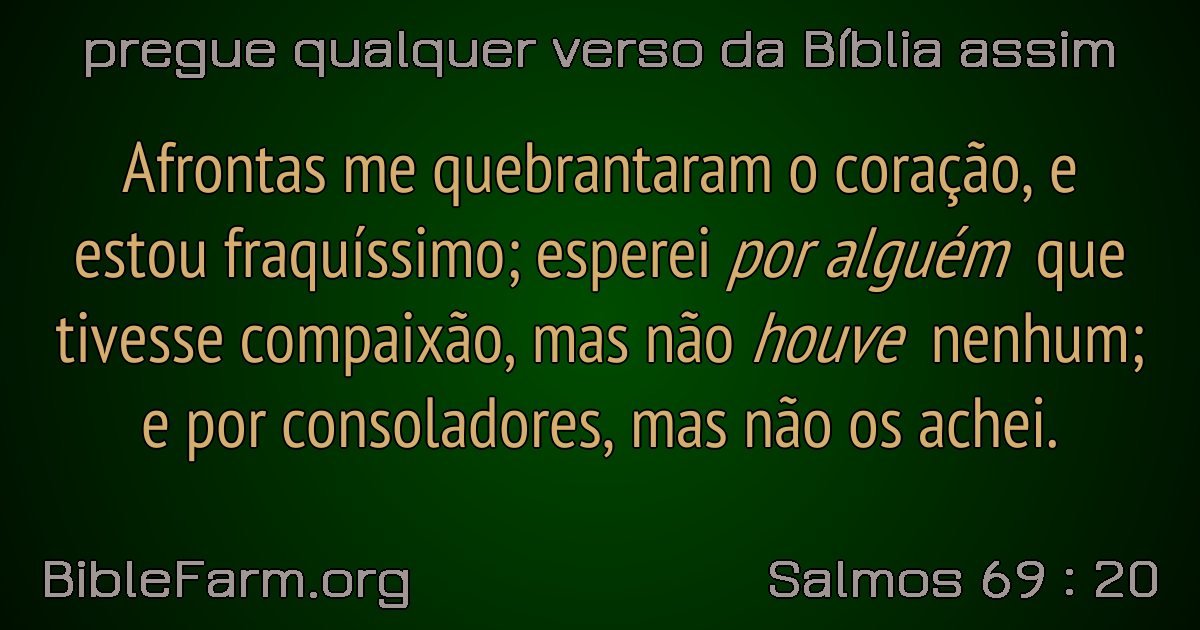 pregue qualquer verso da Bíblia assim
Afrontas me quebrantaram o coração, e
estou fraquíssimo; esperei por alguém que
tivesse compaixão, mas não houve nenhum;
e por consoladores, mas não os achei.
BibleFarm.org
Salmos 69 : 20